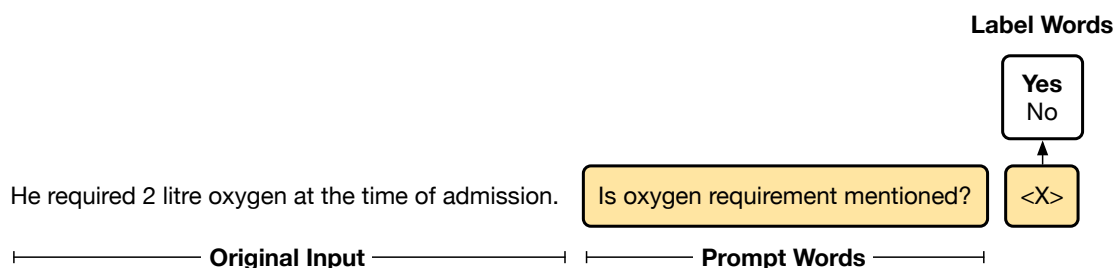 Label Words
Yes
No
He required 2 litre oxygen at the time of admission. Is oxygen requirement mentioned? <X>
Original Input Prompt Words